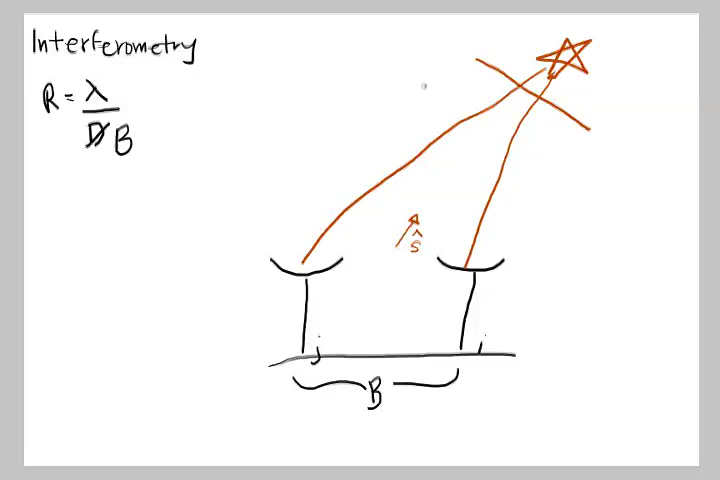 Interferometry
R = λ / D B
ŝ
j i
B